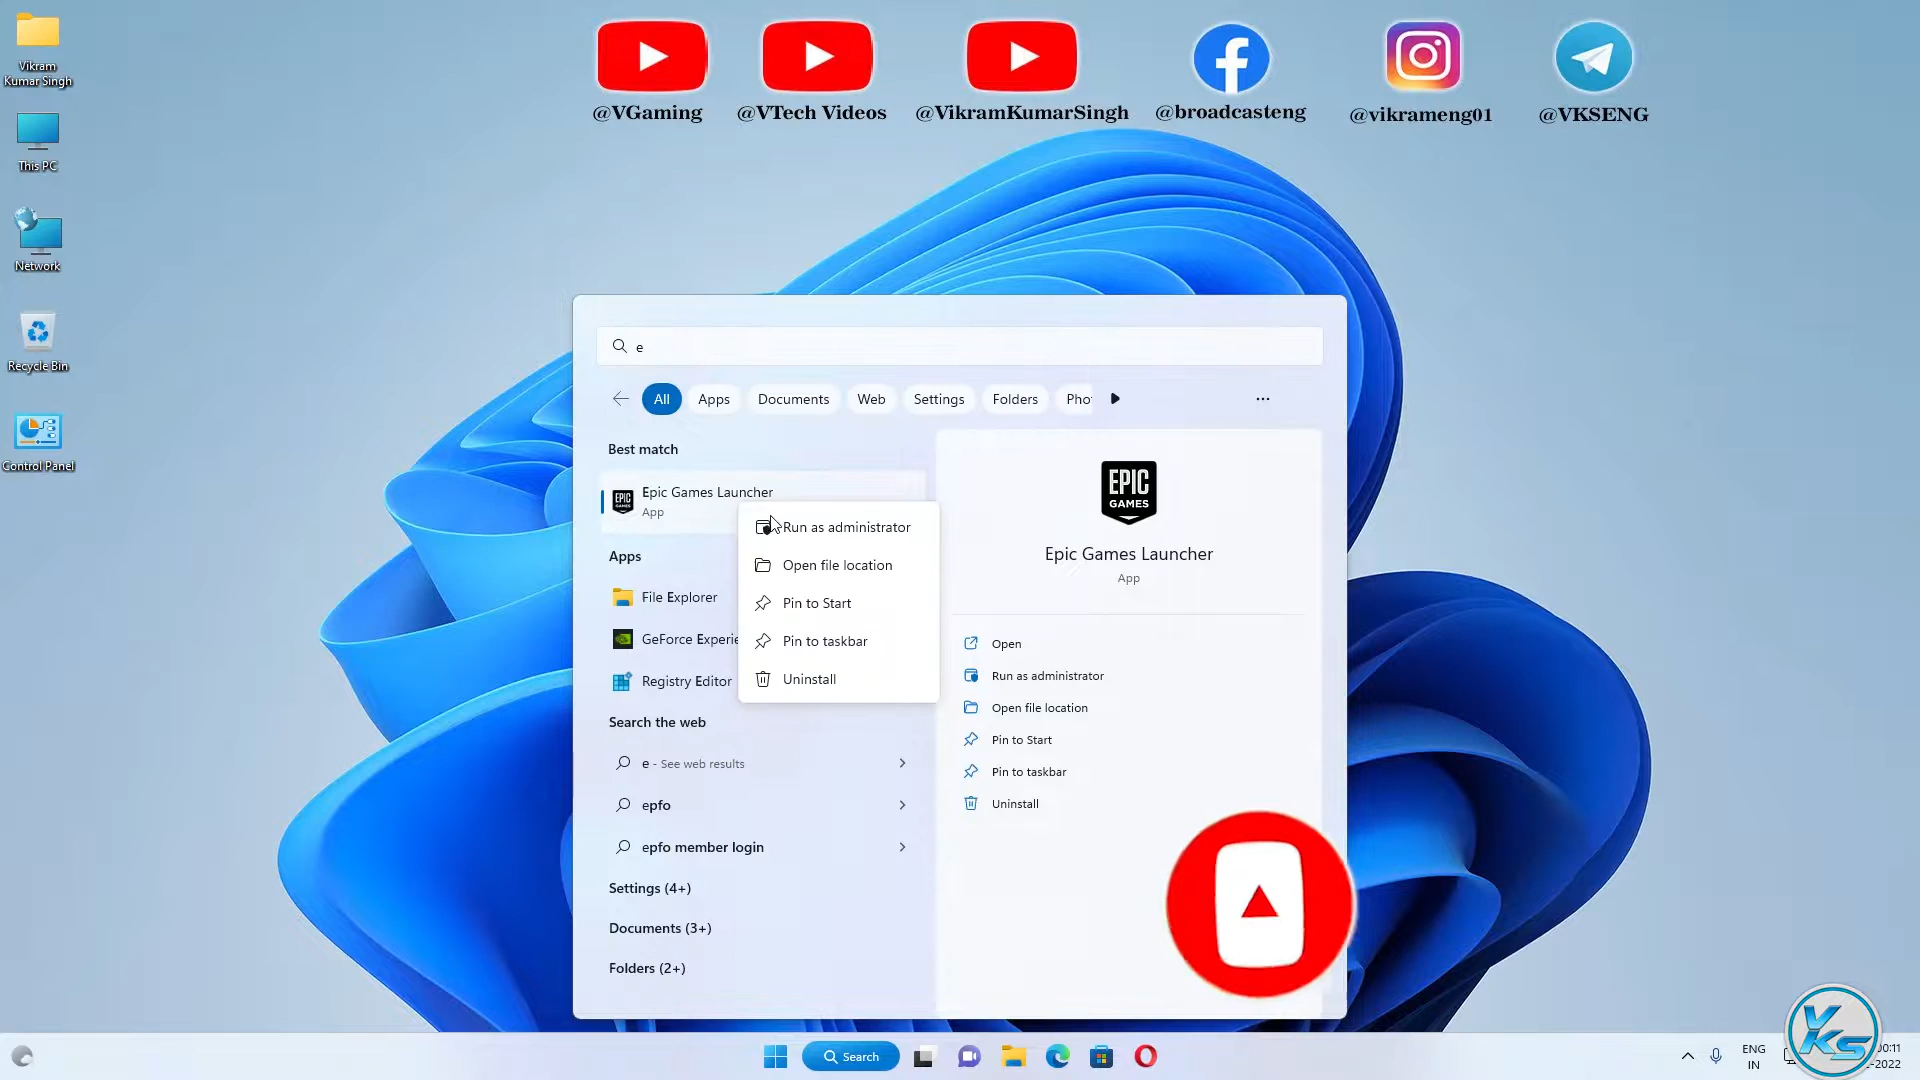 Vikram
Kumar Singh
This PC
Network
Recycle Bin
Control Panel
@VGaming
@VTech Videos
@VikramKumarSingh
@broadcasteng
@vikrameng01
@VKSENG
e
All
Apps
Documents
Web
Settings
Folders
Pho
Best match
Epic Games Launcher
App
Apps
File Explorer
GeForce Experie
Registry Editor
Run as administrator
Open file location
Pin to Start
Pin to taskbar
Uninstall
Search the web
e - See web results
epfo
epfo member login
Settings (4+)
Documents (3+)
Folders (2+)
EPIC
GAMES
Epic Games Launcher
App
Open
Run as administrator
Open file location
Pin to Start
Pin to taskbar
Uninstall
Search
ENG
IN
00:11
-2022
VKS